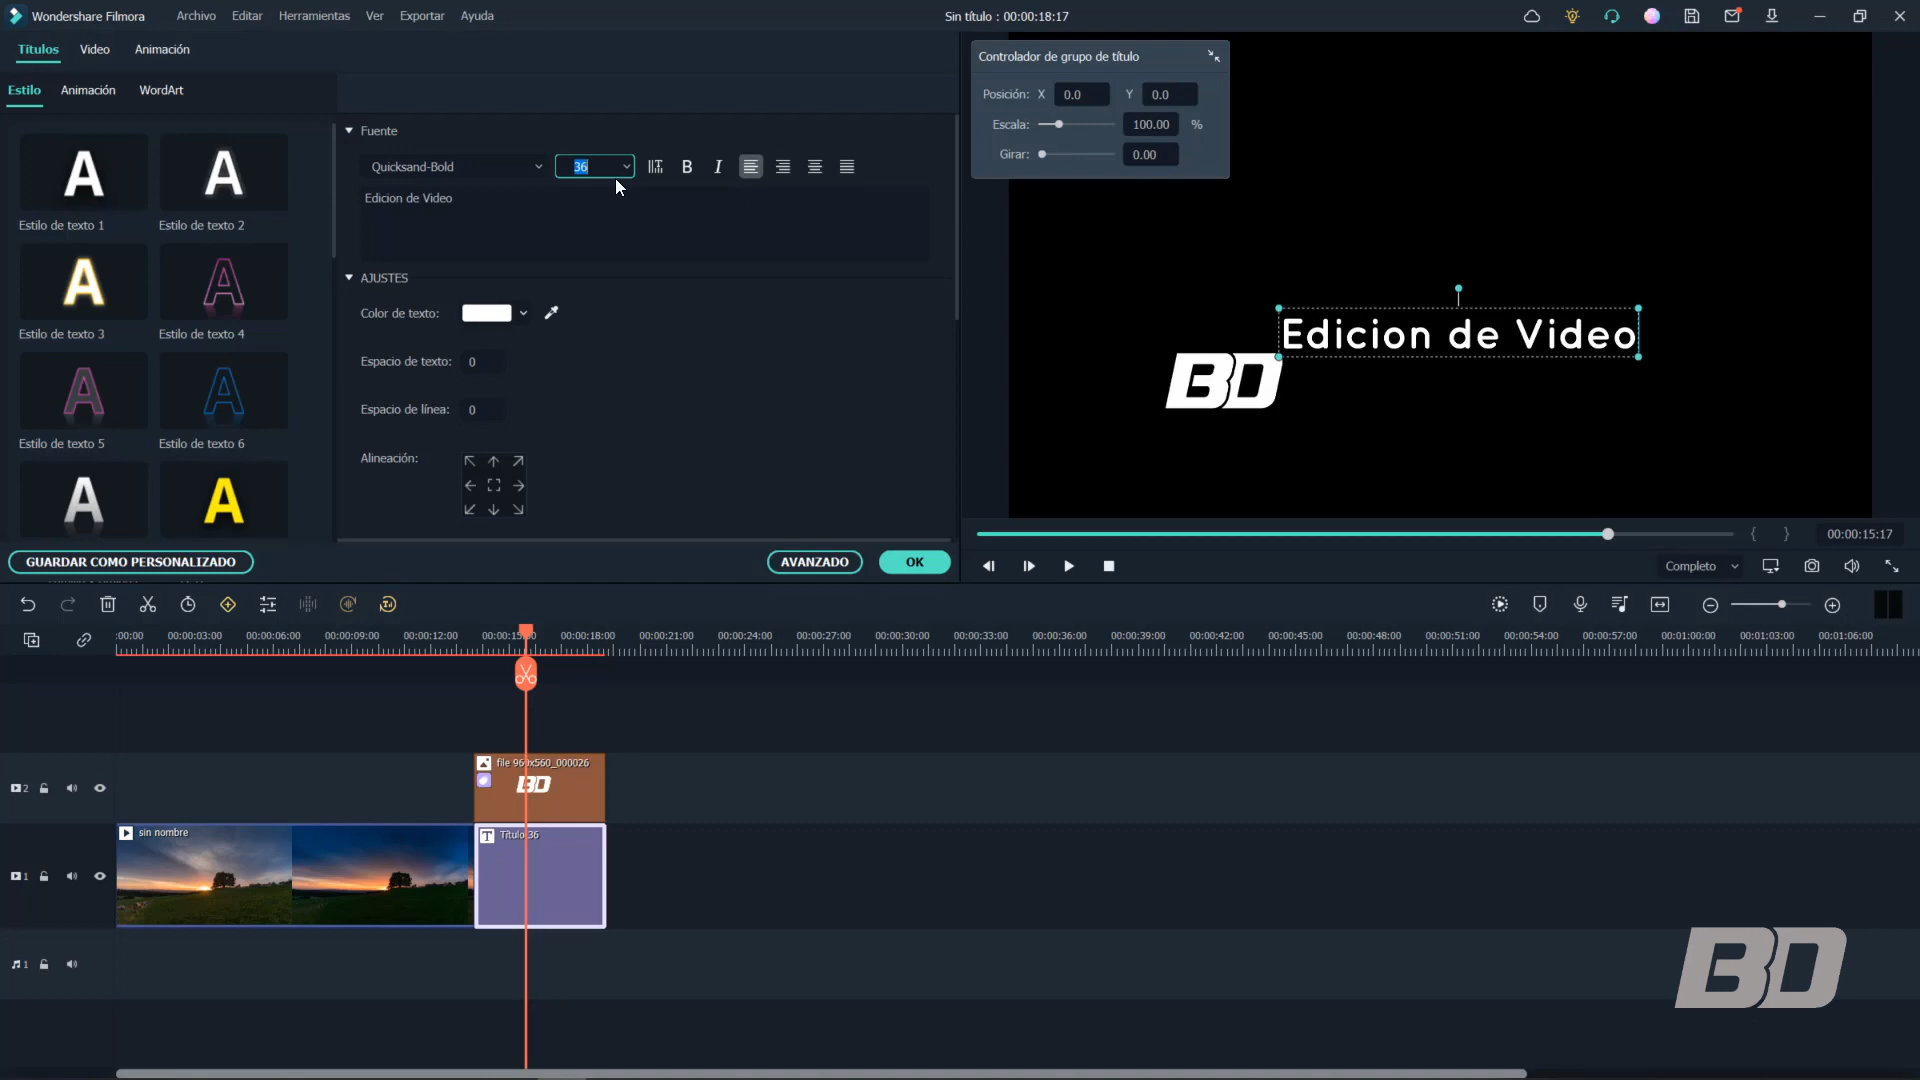 Wondershare Filmora Archivo Editar Herramientas Ver Exportar Ayuda
Sin título : 00:00:18:17
Títulos Video Animación
Estilo Animación WordArt
Estilo de texto 1
Estilo de texto 2
Estilo de texto 3
Estilo de texto 4
Estilo de texto 5
Estilo de texto 6
Fuente
Quicksand-Bold 36
Edicion de Video
AJUSTES
Color de texto:
Espacio de texto: 0
Espacio de línea: 0
Alineación:
GUARDAR COMO PERSONALIZADO AVANZADO OK
Controlador de grupo de título
Posición: X 0.0 Y 0.0
Escala: 100.00 %
Girar: 0.00
Edicion de Video
BD
00:00:15:17
Completo
:00:00 00:00:03:00 00:00:06:00 00:00:09:00 00:00:12:00 00:00:18:00 00:00:21:00 00:00:24:00 00:00:27:00 00:00:30:00 00:00:33:00 00:00:36:00 00:00:39:00 00:00:42:00 00:00:45:00 00:00:48:00 00:00:51:00 00:00:54:00 00:00:57:00 00:01:00:00 00:01:03:00 00:01:06:00
file 960x560_000026
BD
2
sin nombre
Título 36
1
1
BD